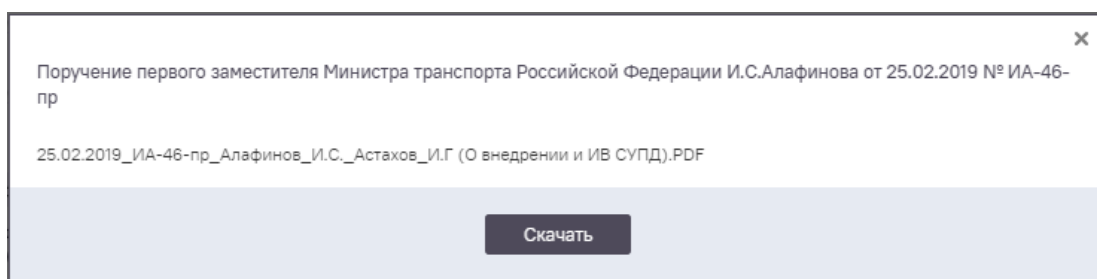 Поручение первого заместителя Министра транспорта Российской Федерации И.С.Алафинова от 25.02.2019 № ИА-46-
пр
25.02.2019_ИА-46-пр_Алафинов_И.С._Астахов_И.Г (О внедрении и ИВ СУПД).PDF
Скачать